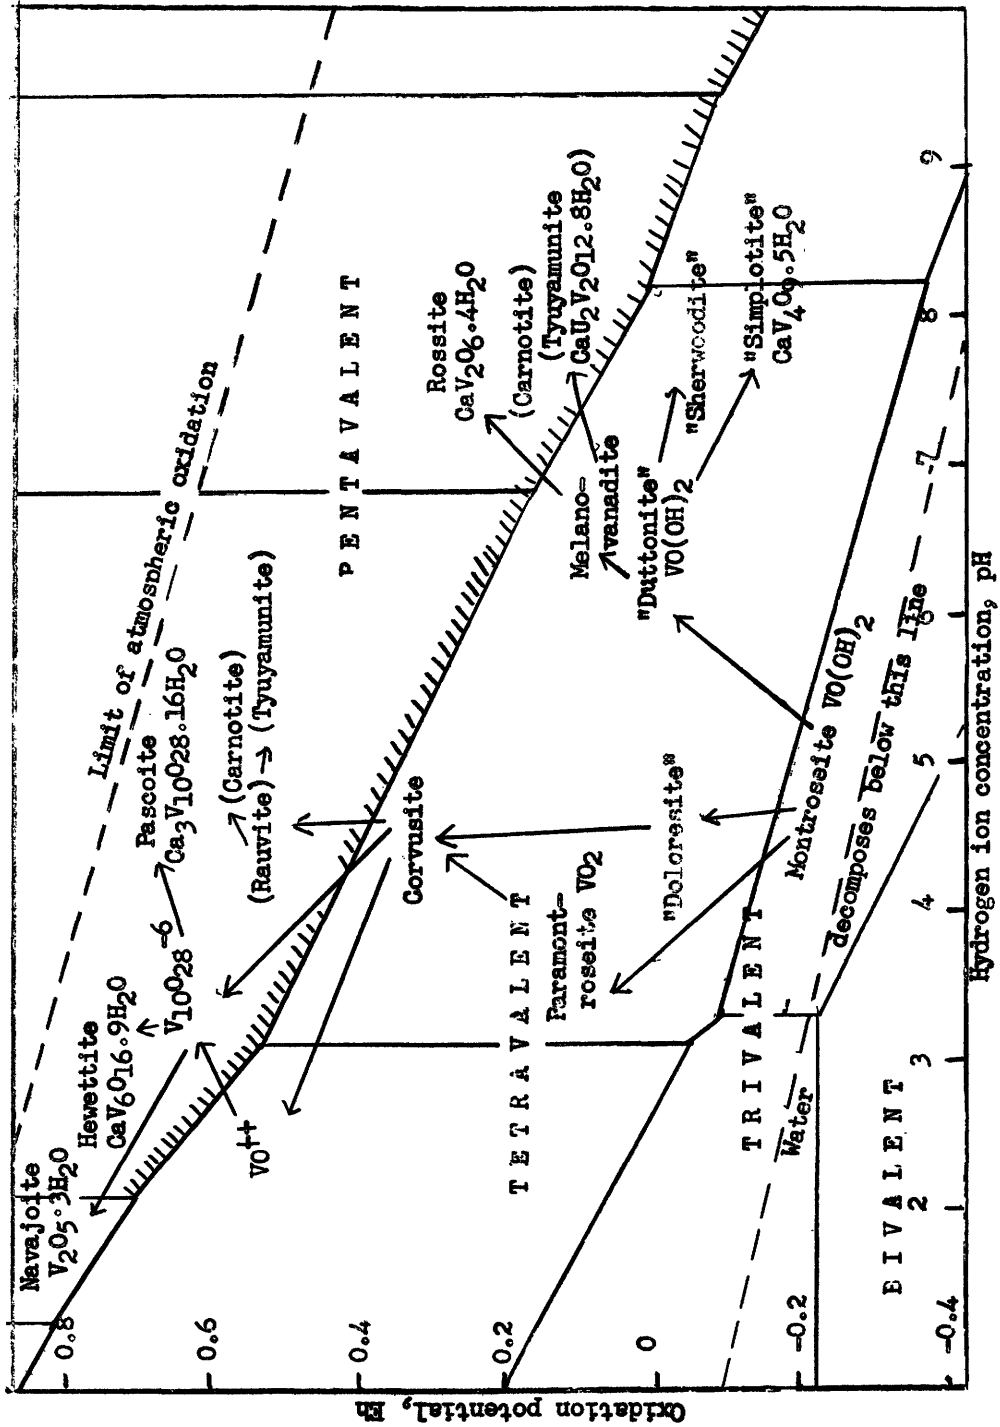 Navajoite
V2O5·3H2O
Hewettite
CaV6O16·9H2O
V10O28-6
Pascoite
Ca3V10O28·16H2O
Limit of atmospheric oxidation
(Carnotite)
(Rauvite) → (Tyuyamunite)
PENTAVALENT
Rossite
CaV2O6·4H2O
(Carnotite)
(Tyuyamunite
CaU2V2O12·8H2O)
VO++
Corvusite
Melano-
vanadite
"Duttonite"
VO(OH)2
"Sherwoodite"
"Simplotite"
CaV4O9·5H2O
TETRAVALENT
Paramont-
roseite VO2
"Doloresite"
Montroseite VO(OH)2
TRIVALENT
Water
decomposes below this line
BIVALENT
0.8
0.6
0.4
0.2
0
-0.2
-0.4
Oxidation potential, Eh
2
3
4
5
6
7
8
9
Hydrogen ion concentration, pH